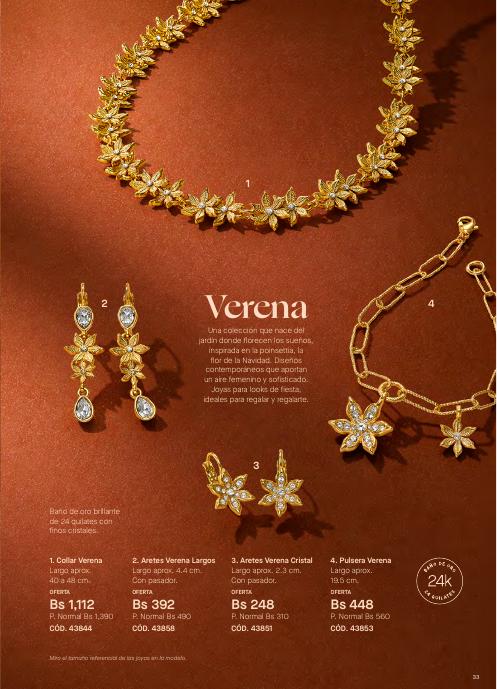 1
2
Verena
4
Una colección que nace del
jardín donde florecen los sueños,
inspirada en la poinsettia, la
flor de la Navidad. Diseños
contemporáneos que aportan
un aire femenino y sofisticado.
Joyas para looks de fiesta,
ideales para regalar y regalarte.
3
Baño de oro brillante
de 24 quilates con
finos cristales.
1. Collar Verena
Largo aprox.
40 a 48 cm.
OFERTA
Bs 1,112
P. Normal Bs 1,390
CÓD. 43844
2. Aretes Verena Largos
Largo aprox. 4.4 cm.
Con pasador.
OFERTA
Bs 392
P. Normal Bs 490
CÓD. 43858
3. Aretes Verena Cristal
Largo aprox. 2.3 cm.
Con pasador.
OFERTA
Bs 248
P. Normal Bs 310
CÓD. 43851
4. Pulsera Verena
Largo aprox.
19.5 cm.
OFERTA
Bs 448
P. Normal Bs 560
CÓD. 43853
BAÑO DE ORO
24k
24 QUILATES
Mira el tamaño referencial de las joyas en la modelo.
33